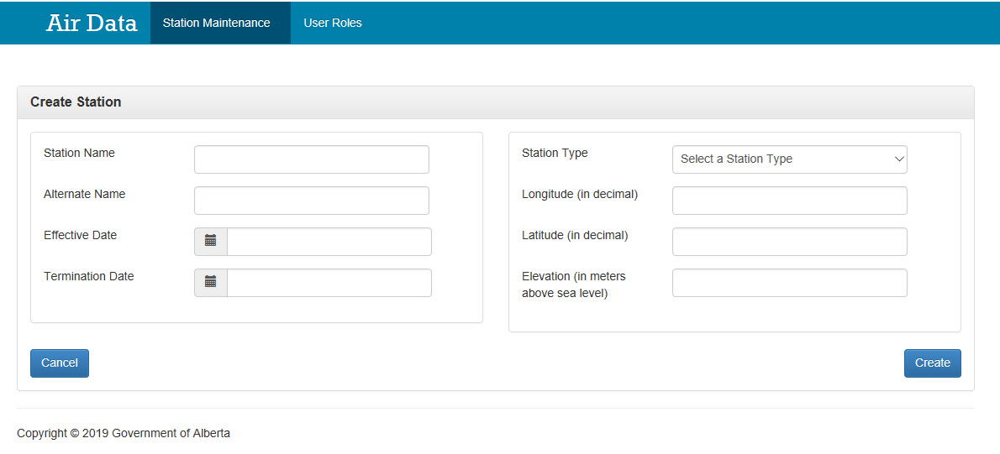 Air Data
Station Maintenance
User Roles
Create Station
Station Name
Alternate Name
Effective Date
Termination Date
Station Type
Select a Station Type
Longitude (in decimal)
Latitude (in decimal)
Elevation (in meters
above sea level)
Cancel
Create
Copyright © 2019 Government of Alberta